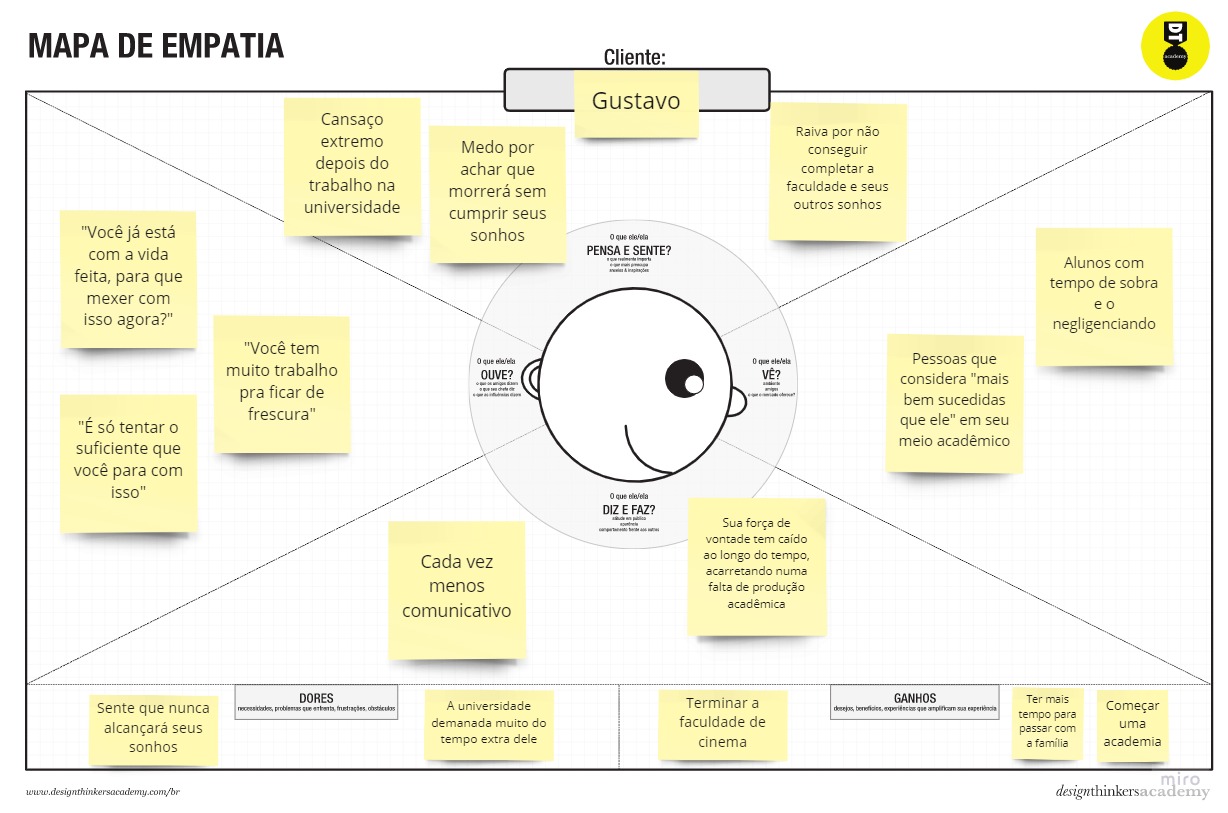 MAPA DE EMPATIA
DT
academy
Cliente:
Gustavo
Cansaço
extremo
depois do
trabalho na
universidade
Medo por
achar que
morrerá sem
cumprir seus
sonhos
Raiva por não
conseguir
completar a
faculdade e seus
outros sonhos
"Você já está
com a vida
feita, para que
mexer com
isso agora?"
"Você tem
muito trabalho
pra ficar de
frescura"
"É só tentar o
suficiente que
você para com
isso"
O que ele/ela
PENSA E SENTE?
o que realmente importa
o que mais preocupa
anseios & inspirações
O que ele/ela
OUVE?
o que os amigos dizem
o que seu chefe diz
o que as influências dizem
O que ele/ela
VÊ?
ambiente
amigos
o que o mercado oferece?
O que ele/ela
DIZ E FAZ?
atitude em público
aparência
comportamento frente aos outros
Alunos com
tempo de sobra
e o
negligenciando
Pessoas que
considera "mais
bem sucedidas
que ele" em seu
meio acadêmico
Cada vez
menos
comunicativo
Sua força de
vontade tem caído
ao longo do tempo,
acarretando numa
falta de produção
acadêmica
DORES
necessidades, problemas que enfrenta, frustrações, obstáculos
Sente que nunca
alcançará seus
sonhos
A universidade
demanada muito do
tempo extra dele
GANHOS
desejos, benefícios, experiências que amplificam sua experiência
Terminar a
faculdade de
cinema
Ter mais
tempo para
passar com
a família
Começar
uma
academia
www.designthinkersacademy.com/br
miro
designthinkersacademy